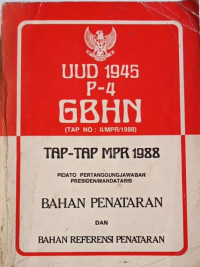 UUD 1945
P-4
GBHN
(TAP NO : II/MPR/1988)
TAP-TAP MPR 1988
PIDATO PERTANGGUNGJAWABAN
PRESIDEN/MANDATARIS
BAHAN PENATARAN
DAN
BAHAN REFERENSI PENATARAN